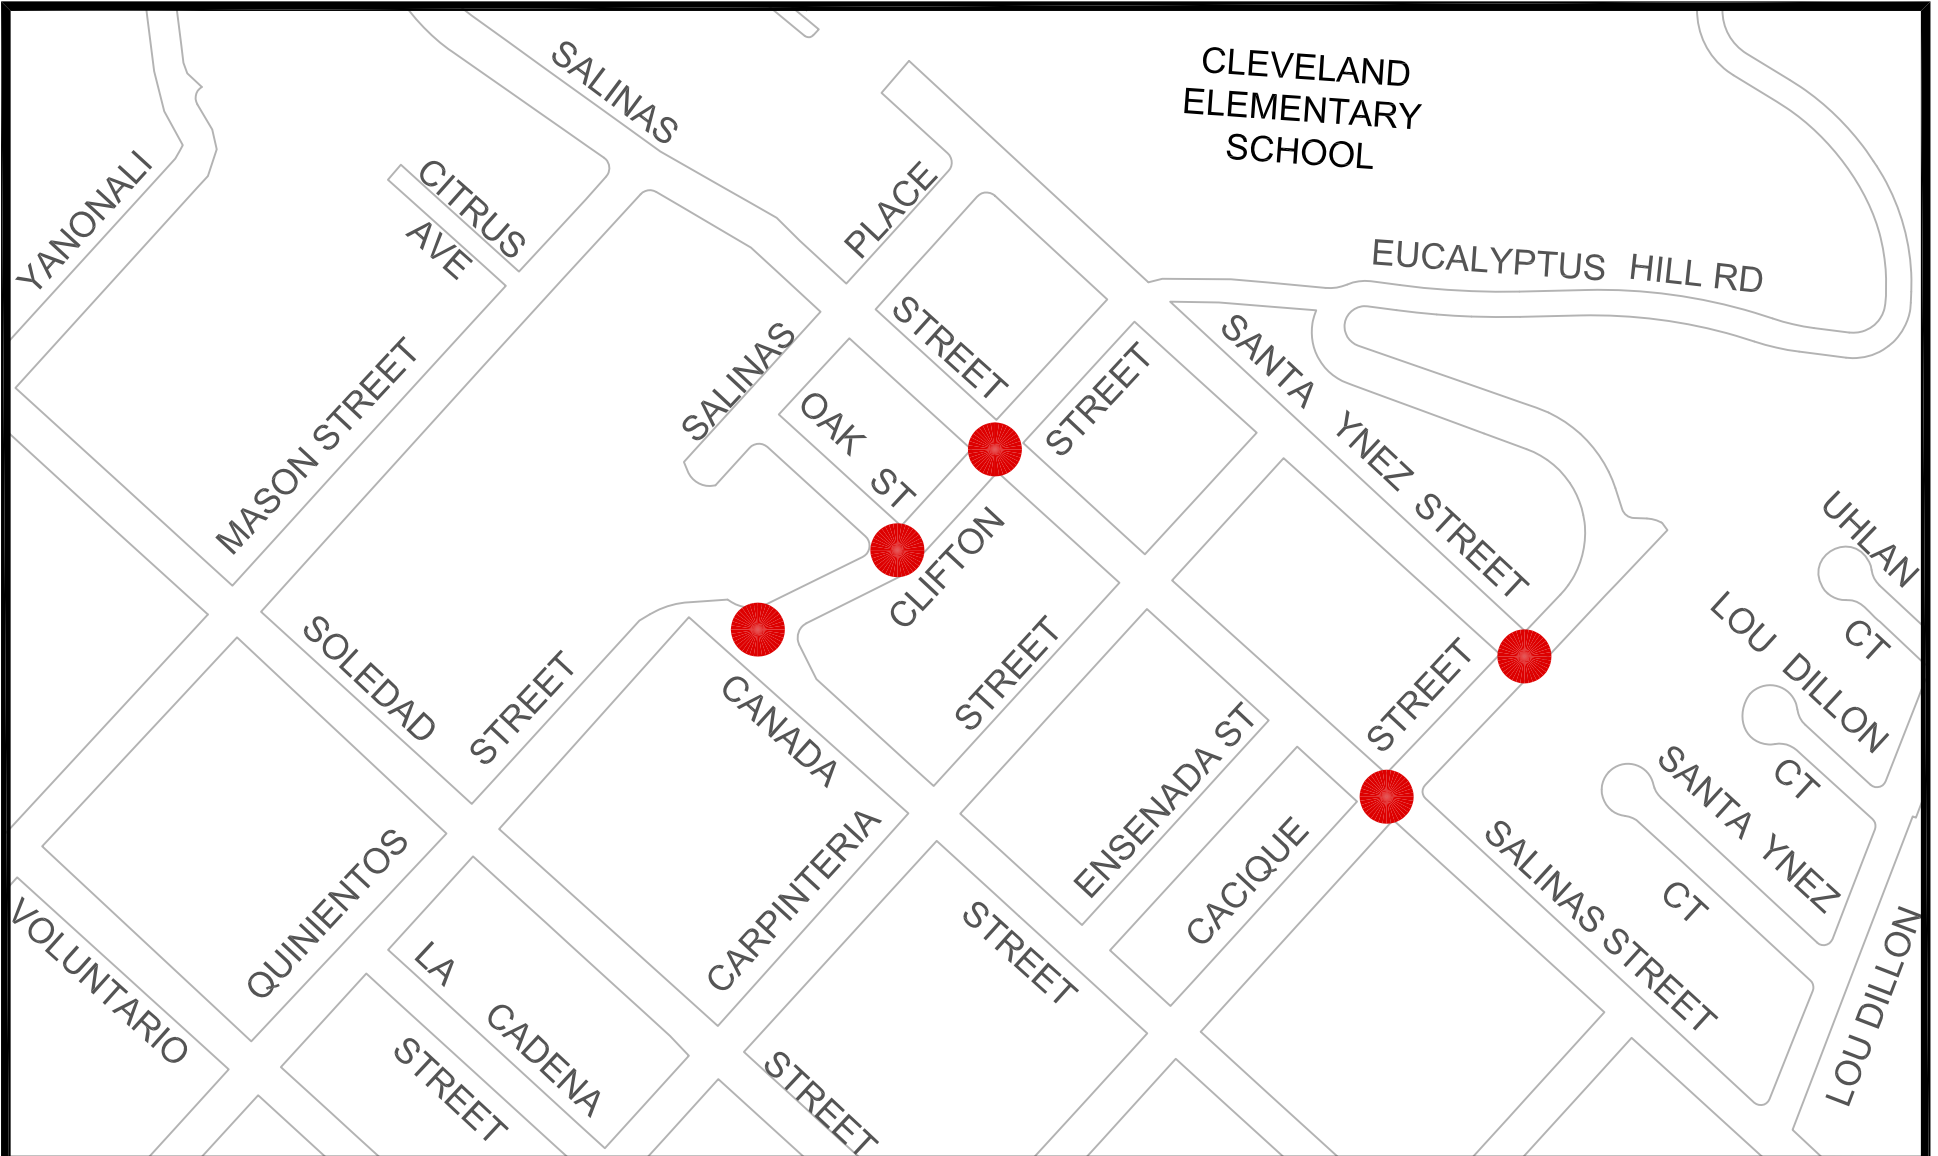 CLEVELAND
ELEMENTARY
SCHOOL
SALINAS
YANONALI
CITRUS
AVE
PLACE
EUCALYPTUS HILL RD
STREET
SALINAS
OAK ST
STREET
SANTA YNEZ STREET
MASON STREET
CLIFTON
UHLAN
CT
LOU DILLON
CT
SOLEDAD
STREET
CANADA
STREET
STREET
ENSENADA ST
SANTA YNEZ
CT
QUINIENTOS
CARPINTERIA
CACIQUE
SALINAS STREET
VOLUNTARIO
LA CADENA
STREET
STREET
STREET
LOU DILLON